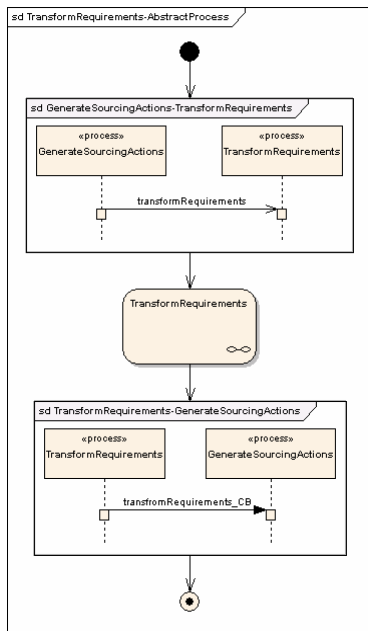 sd TransformRequirements-AbstractProcess
sd GenerateSourcingActions-TransformRequirements
«process»
GenerateSourcingActions
«process»
TransformRequirements
transformRequirements
TransformRequirements
sd TransformRequirements-GenerateSourcingActions
«process»
TransformRequirements
«process»
GenerateSourcingActions
transfromRequirements_CB